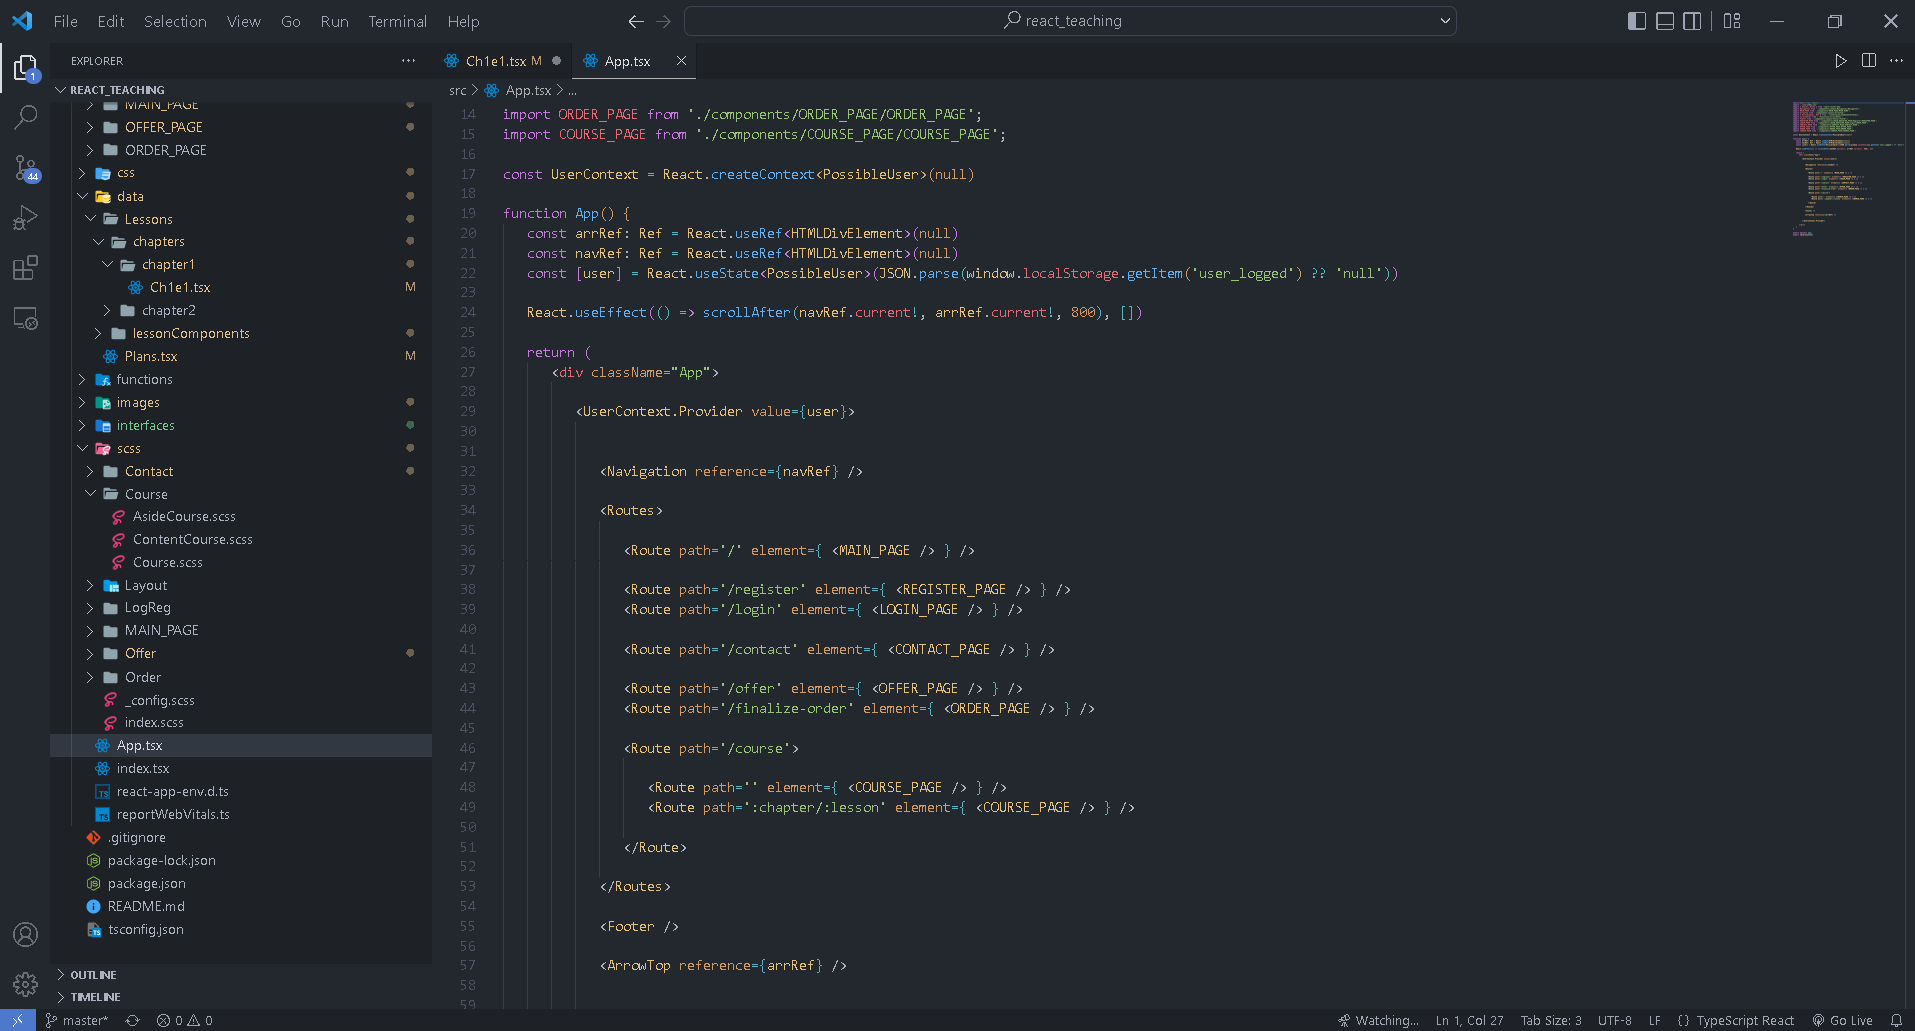 File Edit Selection View Go Run Terminal Help
react_teaching
EXPLORER
REACT_TEACHING
MAIN_PAGE
OFFER_PAGE
ORDER_PAGE
css
data
Lessons
chapters
chapter1
Ch1e1.tsx M
chapter2
lessonComponents
Plans.tsx M
functions
images
interfaces
scss
Contact
Course
AsideCourse.scss
ContentCourse.scss
Course.scss
Layout
LogReg
MAIN_PAGE
Offer
Order
_config.scss
index.scss
App.tsx
index.tsx
react-app-env.d.ts
reportWebVitals.ts
.gitignore
package-lock.json
package.json
README.md
tsconfig.json
OUTLINE
TIMELINE
1
44
Ch1e1.tsx M
App.tsx
src > App.tsx > ...
14 import ORDER_PAGE from './components/ORDER_PAGE/ORDER_PAGE';
15 import COURSE_PAGE from './components/COURSE_PAGE/COURSE_PAGE';
16
17 const UserContext = React.createContext<PossibleUser>(null)
18
19 function App() {
20 const arrRef: Ref = React.useRef<HTMLDivElement>(null)
21 const navRef: Ref = React.useRef<HTMLDivElement>(null)
22 const [user] = React.useState<PossibleUser>(JSON.parse(window.localStorage.getItem('user_logged') ?? 'null'))
23
24 React.useEffect(() => scrollAfter(navRef.current!, arrRef.current!, 800), [])
25
26 return (
27 <div className="App">
28
29 <UserContext.Provider value={user}>
30
31
32 <Navigation reference={navRef} />
33
34 <Routes>
35
36 <Route path='/' element={ <MAIN_PAGE /> } />
37
38 <Route path='/register' element={ <REGISTER_PAGE /> } />
39 <Route path='/login' element={ <LOGIN_PAGE /> } />
40
41 <Route path='/contact' element={ <CONTACT_PAGE /> } />
42
43 <Route path='/offer' element={ <OFFER_PAGE /> } />
44 <Route path='/finalize-order' element={ <ORDER_PAGE /> } />
45
46 <Route path='/course'>
47
48 <Route path='' element={ <COURSE_PAGE /> } />
49 <Route path=':chapter/:lesson' element={ <COURSE_PAGE /> } />
50
51 </Route>
52
53 </Routes>
54
55 <Footer />
56
57 <ArrowTop reference={arrRef} />
58
59
master* 0 0
Watching... Ln 1, Col 27 Tab Size: 3 UTF-8 LF {} TypeScript React Go Live